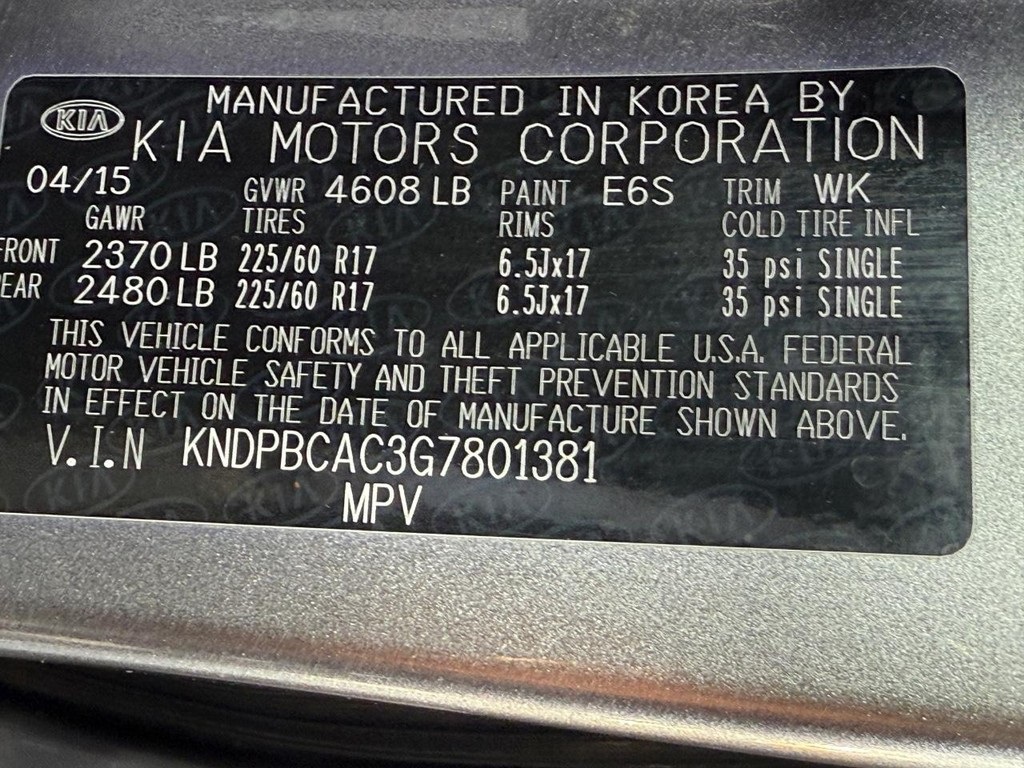 KIA MANUFACTURED IN KOREA BY
KIA MOTORS CORPORATION
04/15 GVWR 4608 LB PAINT E6S TRIM WK
GAWR TIRES RIMS COLD TIRE INFL
FRONT 2370 LB 225/60 R17 6.5Jx17 35 psi SINGLE
EAR 2480 LB 225/60 R17 6.5Jx17 35 psi SINGLE
THIS VEHICLE CONFORMS TO ALL APPLICABLE U.S.A. FEDERAL
MOTOR VEHICLE SAFETY AND THEFT PREVENTION STANDARDS
IN EFFECT ON THE DATE OF MANUFACTURE SHOWN ABOVE.
V.I.N KNDPBCAC3G7801381
MPV